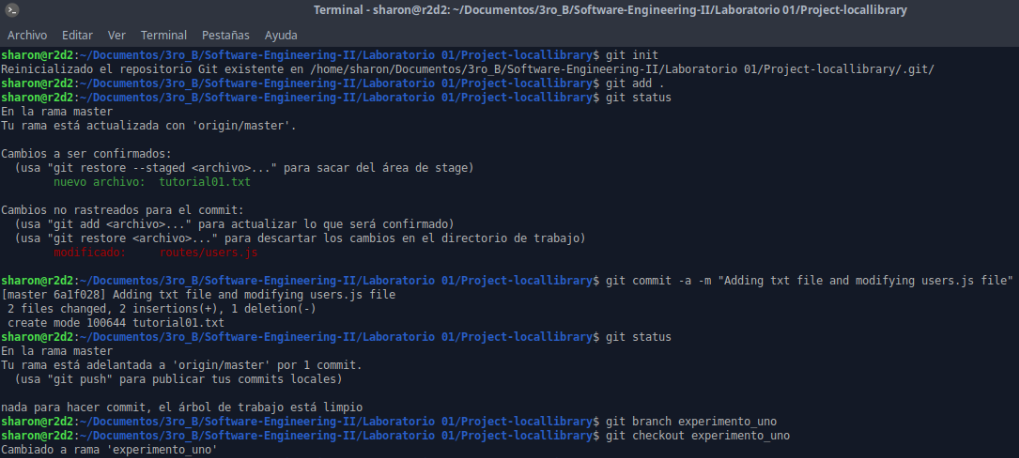 Terminal - sharon@r2d2: ~/Documentos/3ro_B/Software-Engineering-II/Laboratorio 01/Project-locallibrary
Archivo Editar Ver Terminal Pestañas Ayuda
sharon@r2d2:~/Documentos/3ro_B/Software-Engineering-II/Laboratorio 01/Project-locallibrary$ git init
Reinicializado el repositorio Git existente en /home/sharon/Documentos/3ro_B/Software-Engineering-II/Laboratorio 01/Project-locallibrary/.git/
sharon@r2d2:~/Documentos/3ro_B/Software-Engineering-II/Laboratorio 01/Project-locallibrary$ git add .
sharon@r2d2:~/Documentos/3ro_B/Software-Engineering-II/Laboratorio 01/Project-locallibrary$ git status
En la rama master
Tu rama está actualizada con 'origin/master'.

Cambios a ser confirmados:
  (usa "git restore --staged <archivo>..." para sacar del área de stage)
        nuevo archivo:  tutorial01.txt

Cambios no rastreados para el commit:
  (usa "git add <archivo>..." para actualizar lo que será confirmado)
  (usa "git restore <archivo>..." para descartar los cambios en el directorio de trabajo)
        modificado:     routes/users.js

sharon@r2d2:~/Documentos/3ro_B/Software-Engineering-II/Laboratorio 01/Project-locallibrary$ git commit -a -m "Adding txt file and modifying users.js file"
[master 6a1f028] Adding txt file and modifying users.js file
 2 files changed, 2 insertions(+), 1 deletion(-)
 create mode 100644 tutorial01.txt
sharon@r2d2:~/Documentos/3ro_B/Software-Engineering-II/Laboratorio 01/Project-locallibrary$ git status
En la rama master
Tu rama está adelantada a 'origin/master' por 1 commit.
  (usa "git push" para publicar tus commits locales)

nada para hacer commit, el árbol de trabajo está limpio
sharon@r2d2:~/Documentos/3ro_B/Software-Engineering-II/Laboratorio 01/Project-locallibrary$ git branch experimento_uno
sharon@r2d2:~/Documentos/3ro_B/Software-Engineering-II/Laboratorio 01/Project-locallibrary$ git checkout experimento_uno
Cambiado a rama 'experimento_uno'